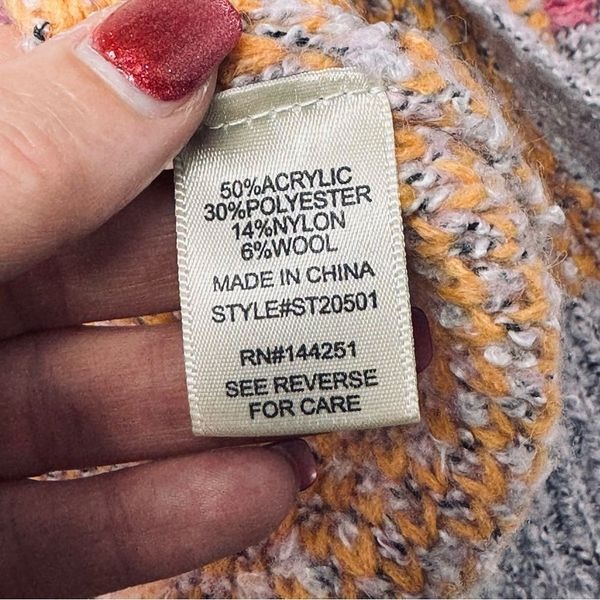 50%ACRYLIC
30%POLYESTER
14%NYLON
6%WOOL
MADE IN CHINA
STYLE#ST20501
RN#144251
SEE REVERSE
FOR CARE